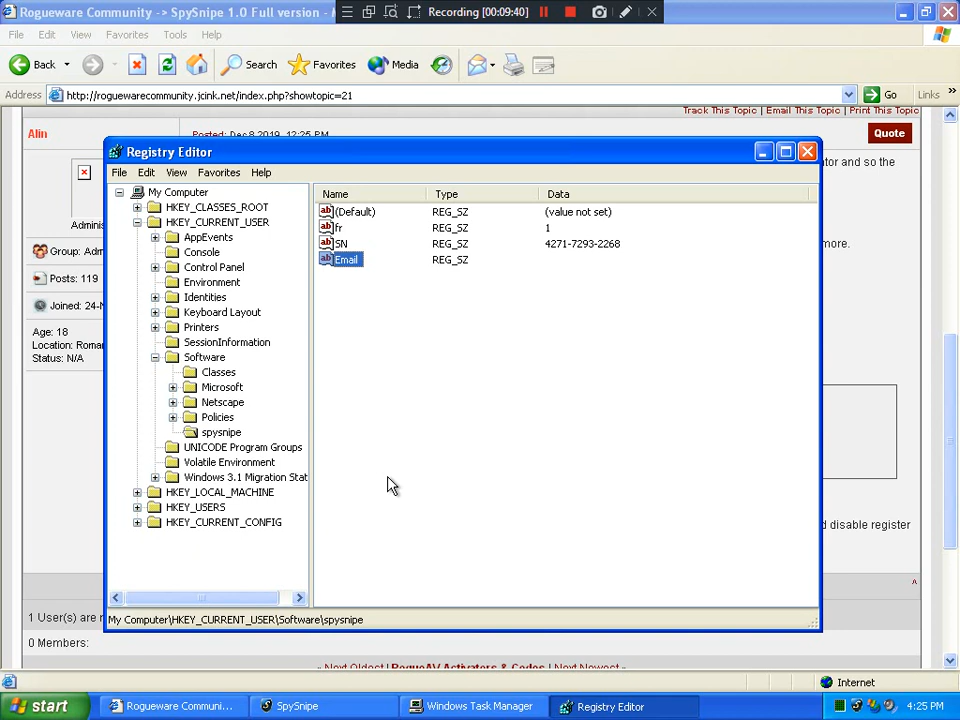 Rogueware Community -> SpySnipe 1.0 Full version - M
Recording [00:09:40]
File Edit View Favorites Tools Help
Back Search Favorites Media
Address http://roguewarecommunity.jcink.net/index.php?showtopic=21 Go Links »
Track This Topic | Email This Topic | Print This Topic
Alin Posted: Dec 8 2019, 12:25 PM Quote
Registry Editor
File Edit View Favorites Help
My Computer
HKEY_CLASSES_ROOT
HKEY_CURRENT_USER
AppEvents
Console
Control Panel
Environment
Identities
Keyboard Layout
Printers
SessionInformation
Software
Classes
Microsoft
Netscape
Policies
spysnipe
UNICODE Program Groups
Volatile Environment
Windows 3.1 Migration Stat
HKEY_LOCAL_MACHINE
HKEY_USERS
HKEY_CURRENT_CONFIG
Name Type Data
(Default) REG_SZ (value not set)
fr REG_SZ 1
SN REG_SZ 4271-7293-2268
Email REG_SZ
My Computer\HKEY_CURRENT_USER\Software\spysnipe
Adminis
Group: Adm
Posts: 119
Joined: 24-N
Age: 18
Location: Roman
Status: N/A
ator and so the
more.
d disable register
^
1 User(s) are r
0 Members:
« Next Oldest | RogueAV Activators & Codes | Next Newest »
Internet
start Rogueware Communi... SpySnipe Windows Task Manager Registry Editor 4:25 PM